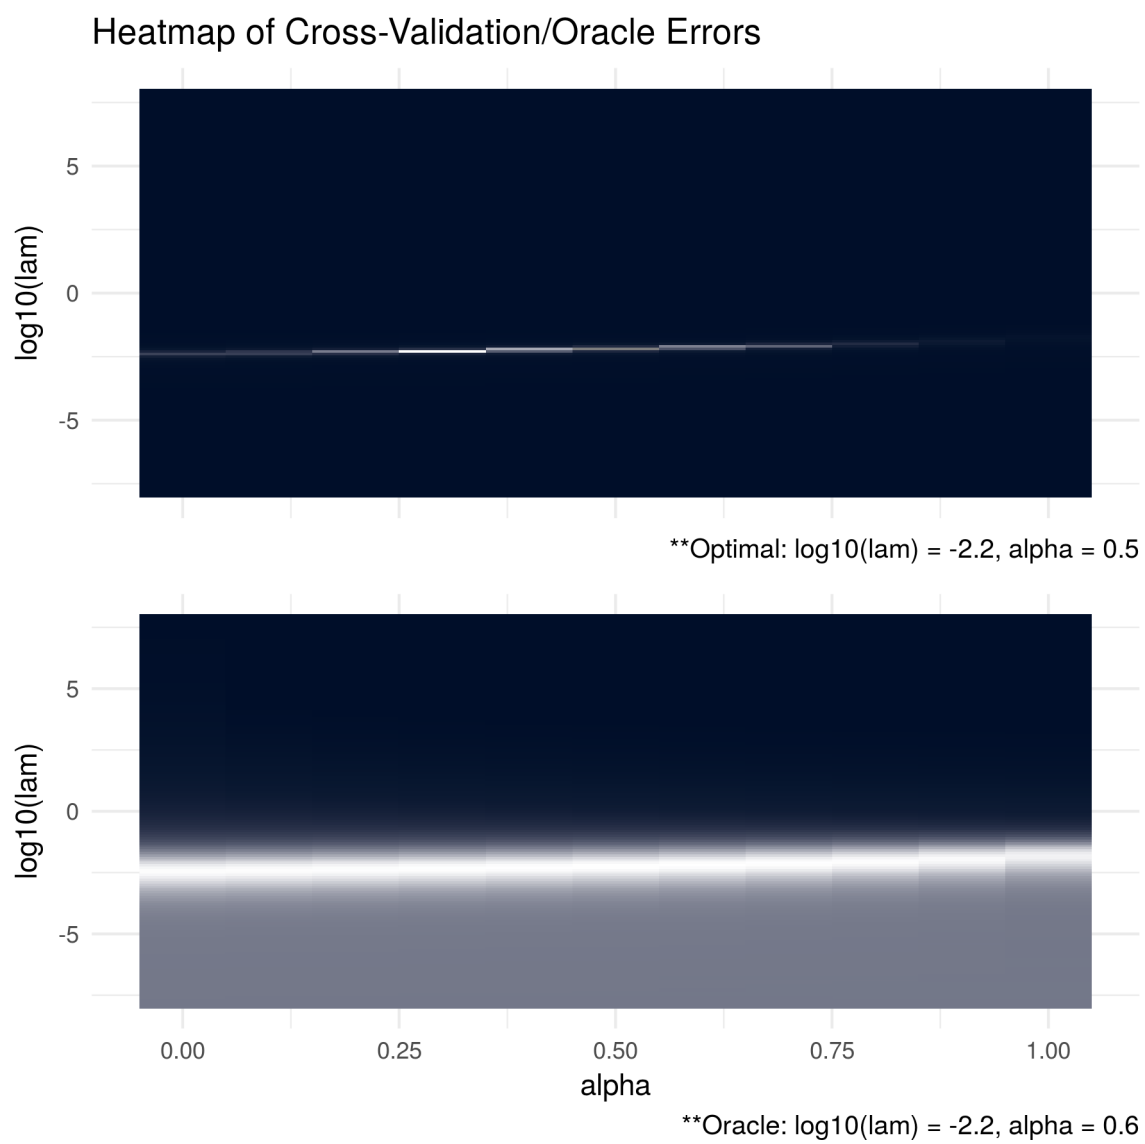 Heatmap of Cross-Validation/Oracle Errors
log10(lam)
5
0
-5
**Optimal: log10(lam) = -2.2, alpha = 0.5
log10(lam)
5
0
-5
0.00 0.25 0.50 0.75 1.00
alpha
**Oracle: log10(lam) = -2.2, alpha = 0.6